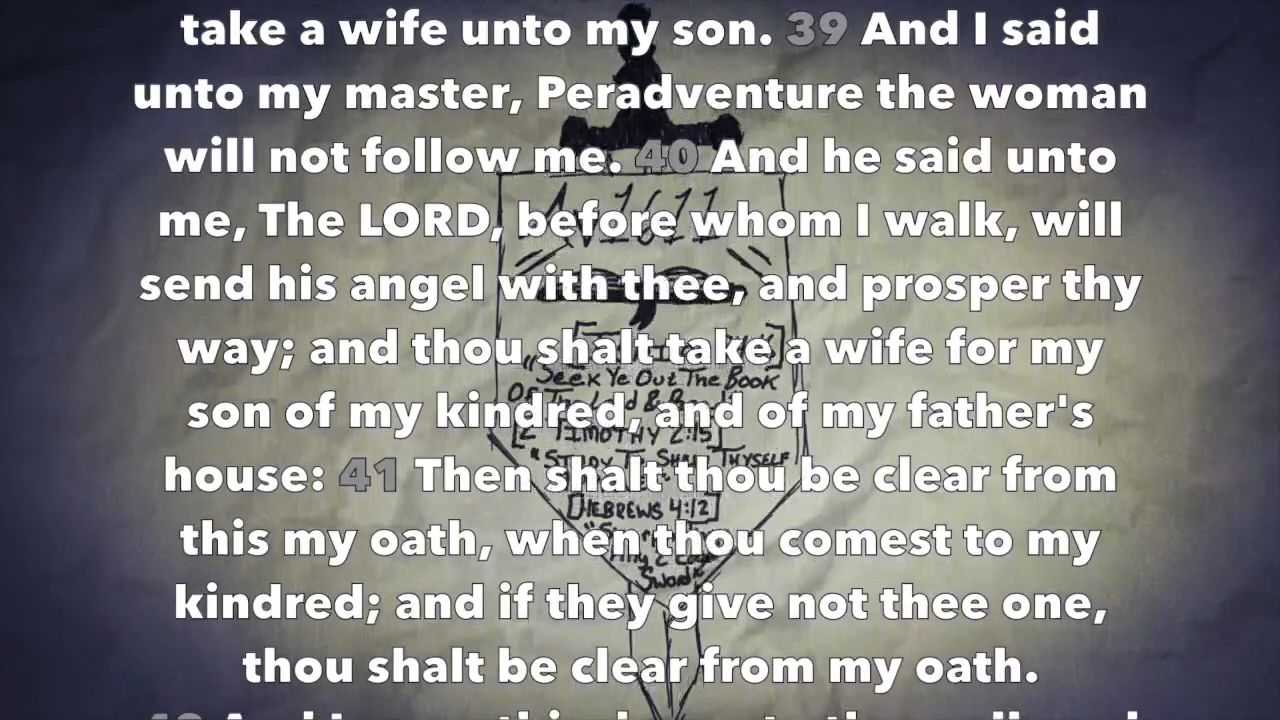 take a wife unto my son. 39 And I said
unto my master, Peradventure the woman
will not follow me. 40 And he said unto
me, The LORD, before whom I walk, will
send his angel with thee, and prosper thy
way; and thou shalt take a wife for my
son of my kindred, and of my father's
house: 41 Then shalt thou be clear from
this my oath, when thou comest to my
kindred; and if they give not thee one,
thou shalt be clear from my oath.
1611
"Seek Ye Out The Book
Of The
TIMOTHY 2:15]
THYSELF
[HEBREWS 4:12]
Sword"